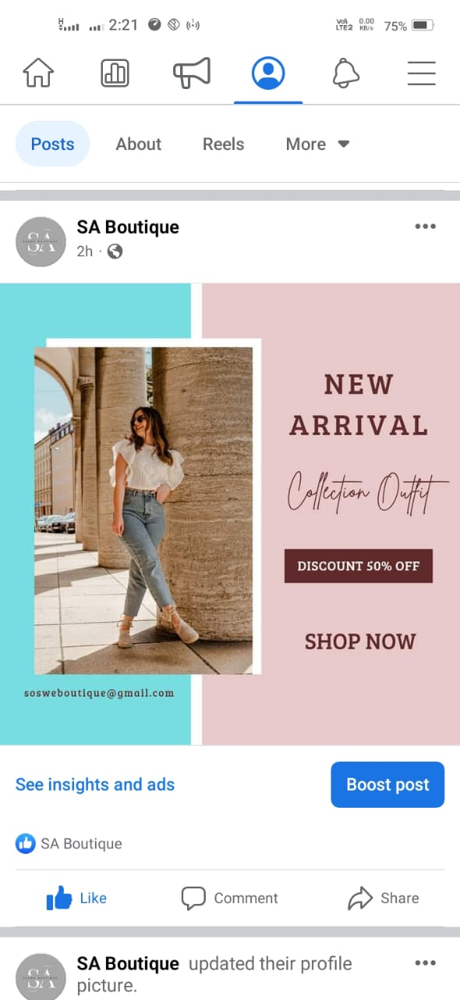 2:21
Vo)
LTE2
0.00
KB/s
75%
Posts
About
Reels
More
SA
SA Boutique
2h ·
NEW
ARRIVAL
Collection Outfit
DISCOUNT 50% OFF
SHOP NOW
sosweboutique@gmail.com
See insights and ads
Boost post
SA Boutique
Like
Comment
Share
SA
SA Boutique updated their profile
picture.